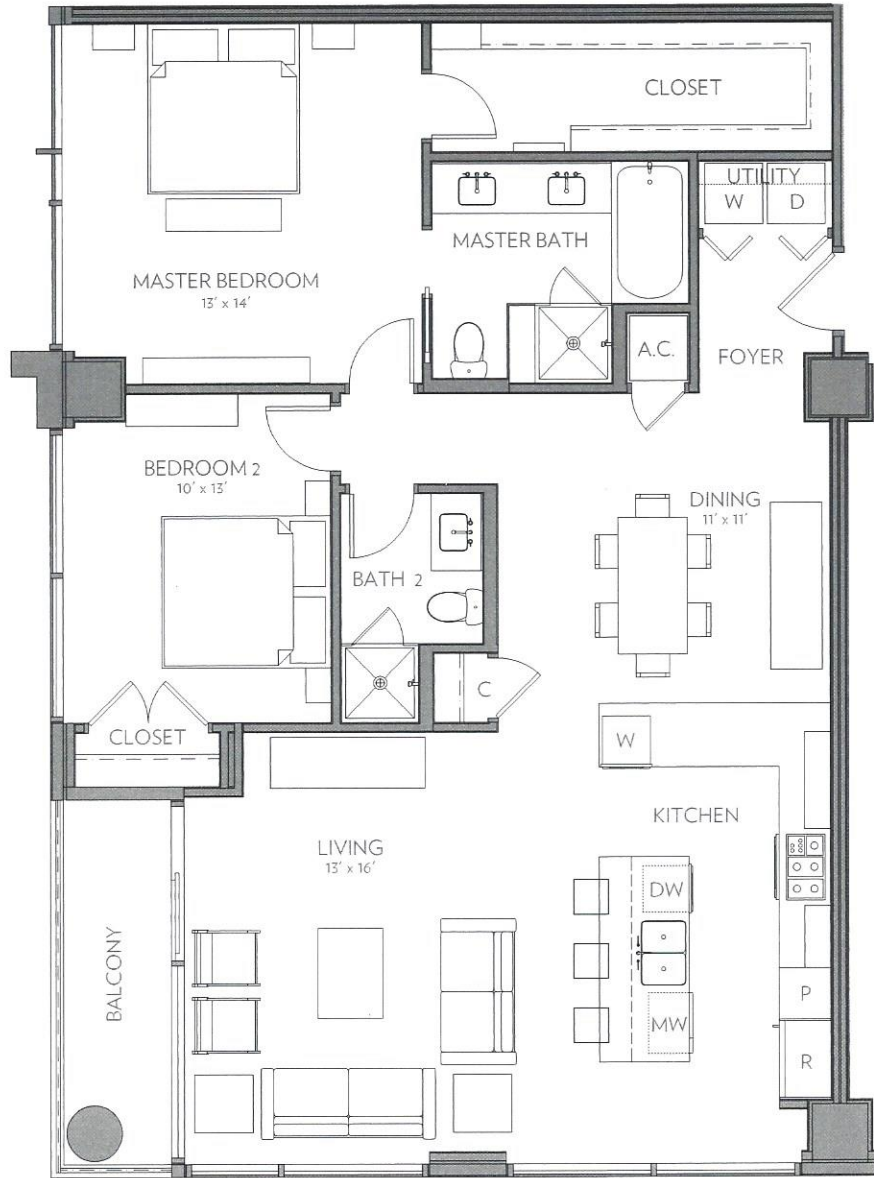 CLOSET
UTILITY
W D
MASTER BATH
MASTER BEDROOM
13' x 14'
A.C.
FOYER
BEDROOM 2
10' x 13'
DINING
11' x 11'
BATH 2
C
CLOSET
W
KITCHEN
LIVING
13' x 16'
DW
BALCONY
P
MW
R